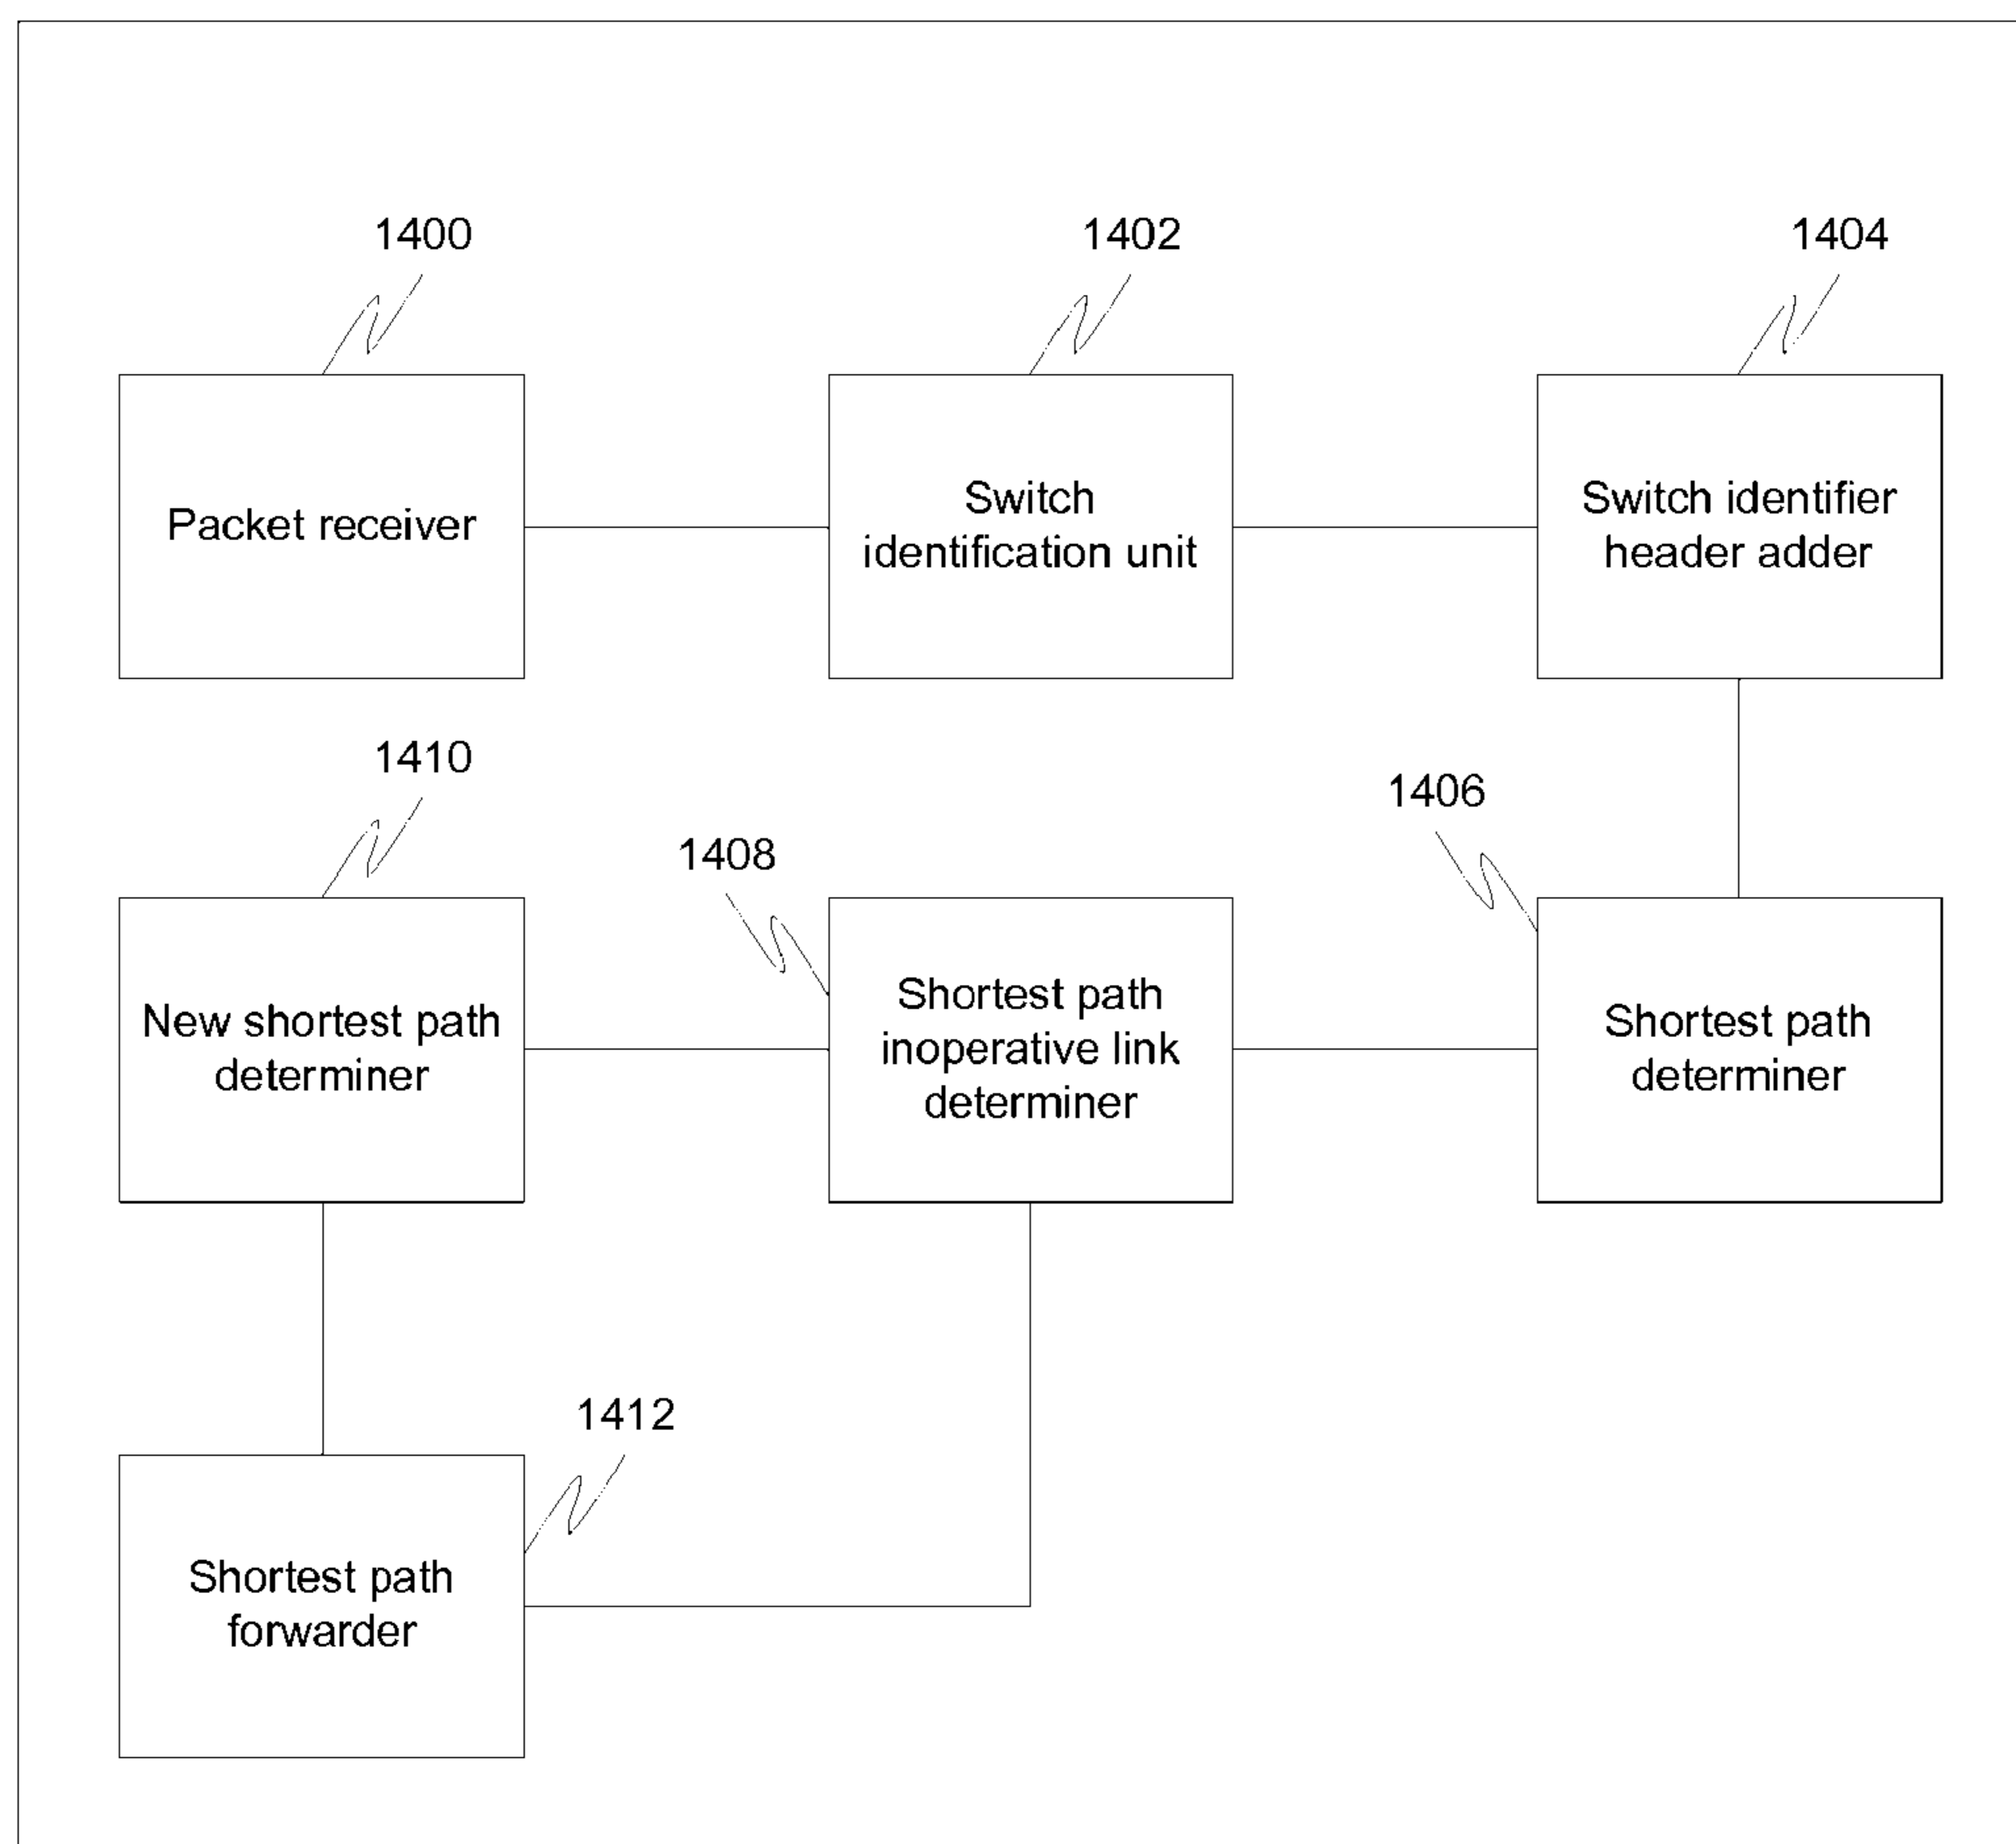 1400
1402
1404
Packet receiver
Switch
identification unit
Switch identifier
header adder
1410
1408
1406
New shortest path
determiner
Shortest path
inoperative link
determiner
Shortest path
determiner
1412
Shortest path
forwarder